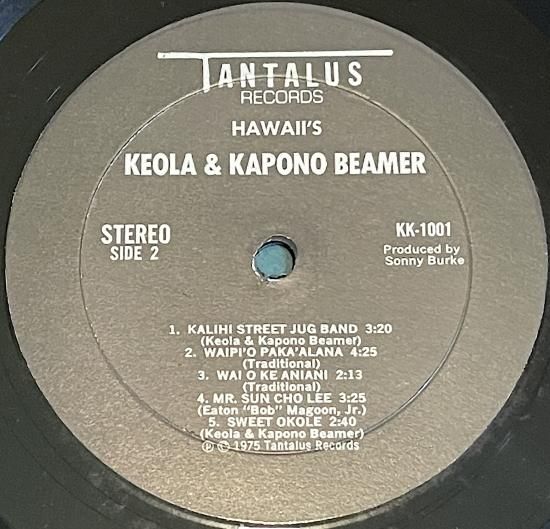 TANTALUS
RECORDS
HAWAII'S
KEOLA & KAPONO BEAMER
STEREO
SIDE 2
KK-1001
Produced by
Sonny Burke
1. KALIHI STREET JUG BAND 3:20
(Keola & Kapono Beamer)
2. WAIPI'O PAKA'ALANA 4:25
(Traditional)
3. WAI O KE ANIANI 2:13
(Traditional)
4. MR. SUN CHO LEE 3:25
(Eaton "Bob" Magoon, Jr.)
5. SWEET OKOLE 2:40
(Keola & Kapono Beamer)
℗ © 1975 Tantalus Records